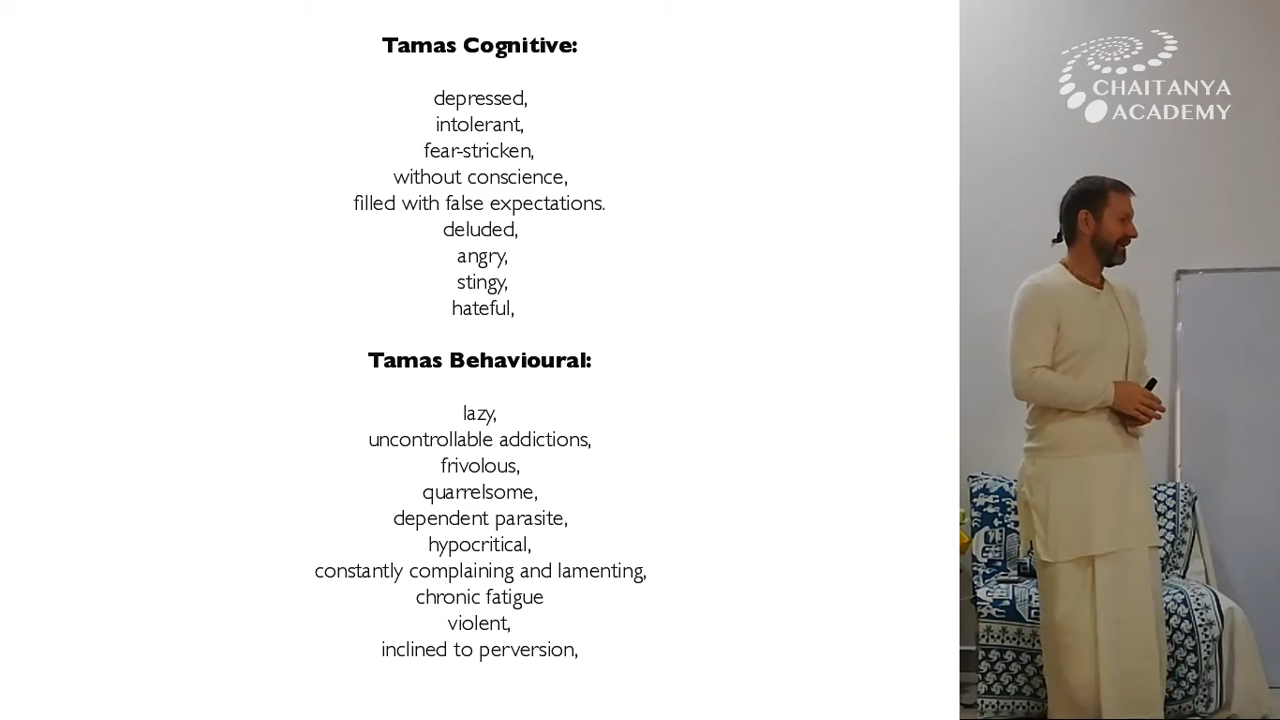 Tamas Cognitive:
depressed,
intolerant,
fear-stricken,
without conscience,
filled with false expectations.
deluded,
angry,
stingy,
hateful,
Tamas Behavioural:
lazy,
uncontrollable addictions,
frivolous,
quarrelsome,
dependent parasite,
hypocritical,
constantly complaining and lamenting,
chronic fatigue
violent,
inclined to perversion,
CHAITANYA
ACADEMY